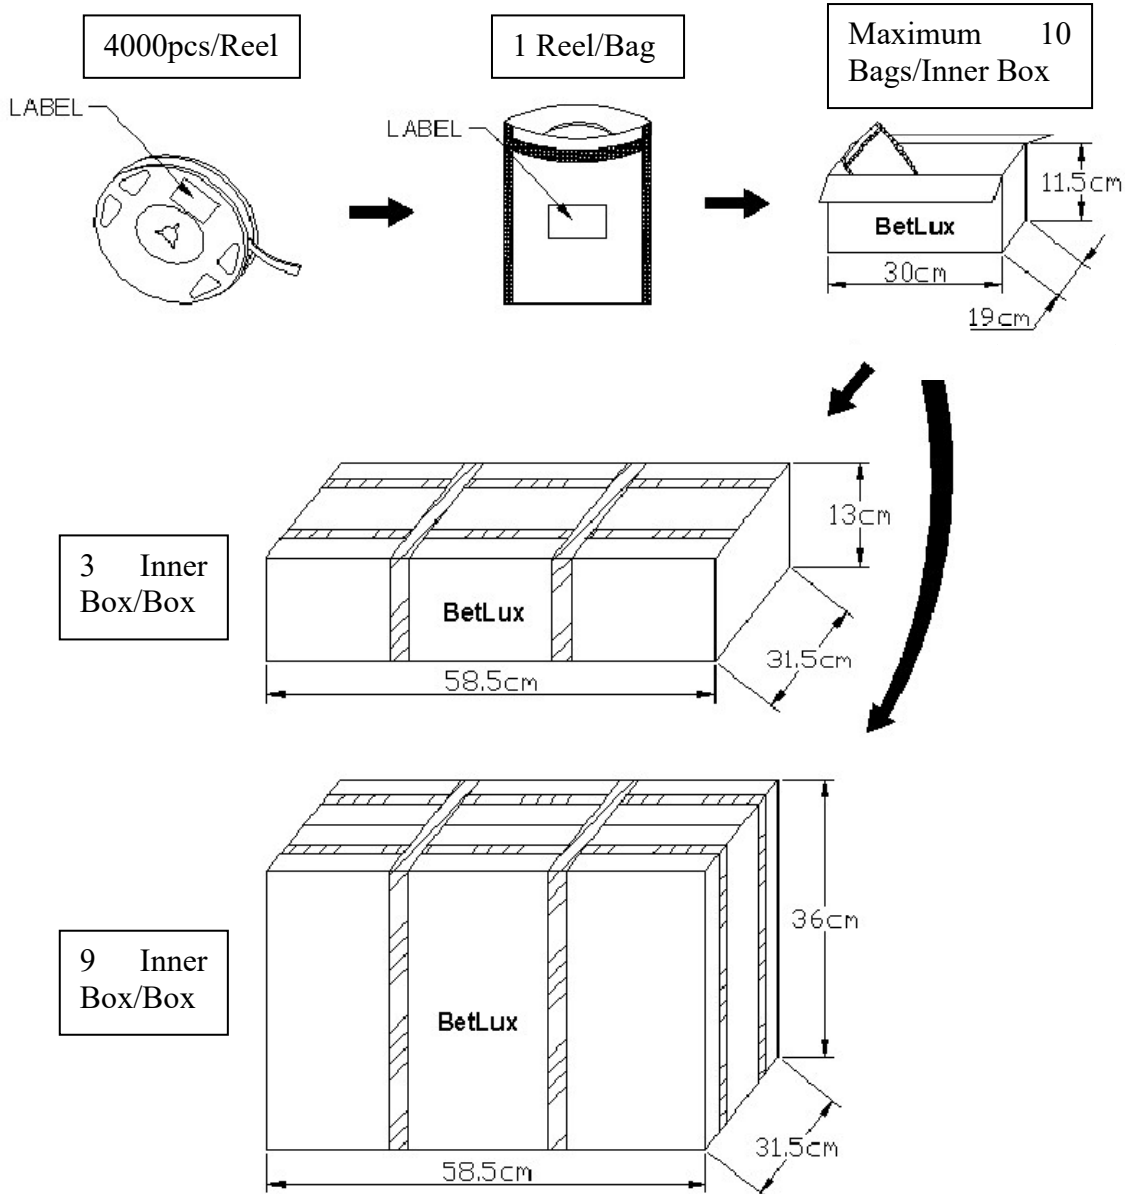 4000pcs/Reel
1 Reel/Bag
Maximum 10
Bags/Inner Box
LABEL
LABEL
11.5cm
BetLux
30cm
19cm
13cm
3 Inner
Box/Box
BetLux
31.5cm
58.5cm
36cm
9 Inner
Box/Box
BetLux
31.5cm
58.5cm